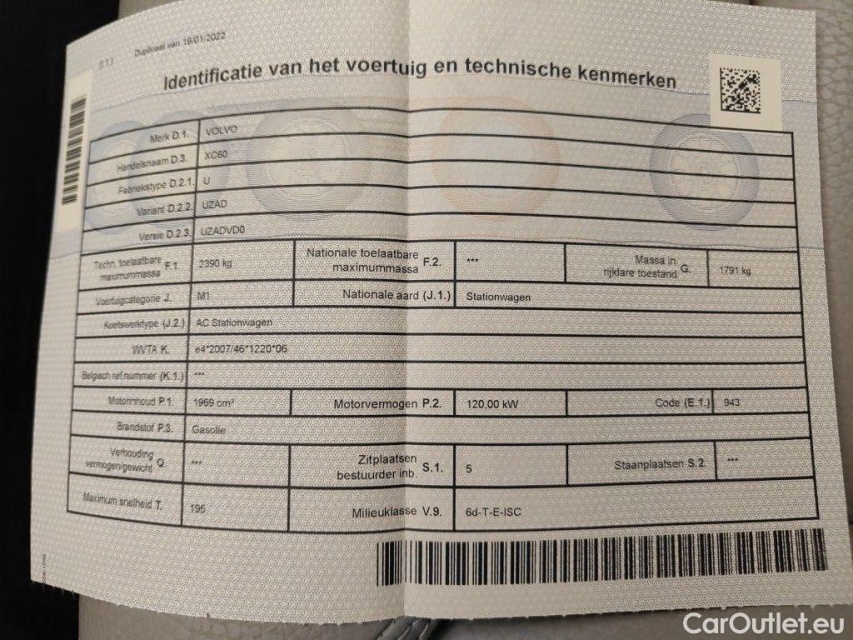 Duplicaat van 19/01/2022
Identificatie van het voertuig en technische kenmerken
Merk D.1. VOLVO
Handelsnaam D.3. XC60
Fabriekstype D.2.1. U
Variant D.2.2. UZAD
Versie D.2.3. UZADVD0
Techn. toelaatbare maximummassa F.1. 2390 kg Nationale toelaatbare maximummassa F.2. *** Massa in rijklare toestand G. 1791 kg
Voertuigcategorie J. M1 Nationale aard (J.1.) Stationwagen
Koetswerktype (J.2.) AC Stationwagen
WVTA K. e4*2007/46*1220*06
Belgisch ref.nummer (K.1.) ***
Motorinhoud P.1. 1969 cm³ Motorvermogen P.2. 120,00 kW Code (E.1.) 943
Brandstof P.3. Gasolie
Verhouding vermogen/gewicht Q. *** Zitplaatsen bestuurder inb. S.1. 5 Staanplaatsen S.2. ***
Maximum snelheid T. 195 Milieuklasse V.9. 6d-T-E-ISC
CarOutlet.eu